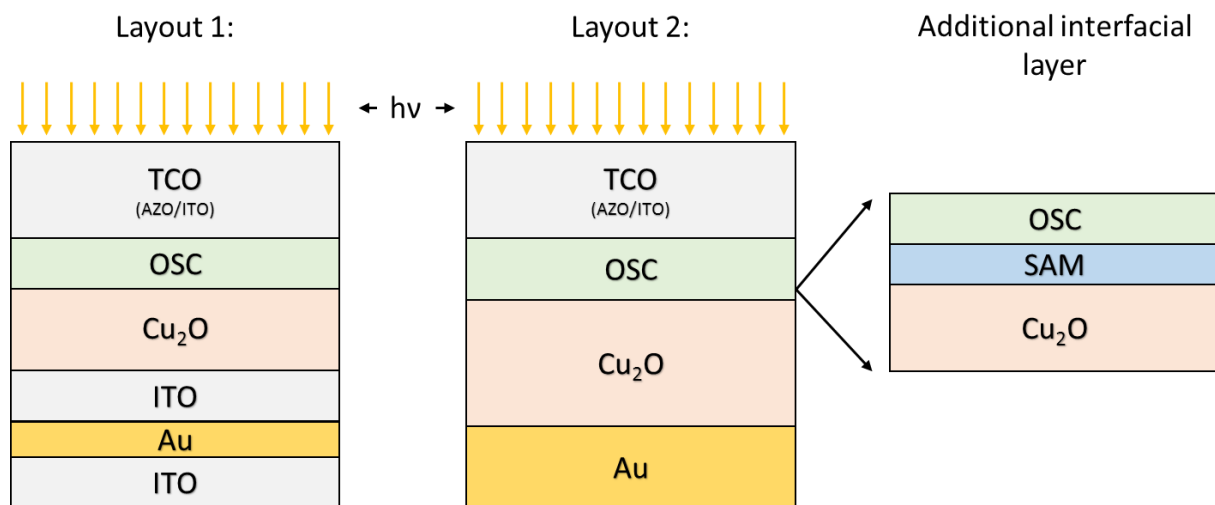 Layout 1:
TCO
(AZO/ITO)
OSC
Cu₂O
ITO
Au
ITO
hν
Layout 2:
TCO
(AZO/ITO)
OSC
Cu₂O
Au
Additional interfacial
layer
OSC
SAM
Cu₂O